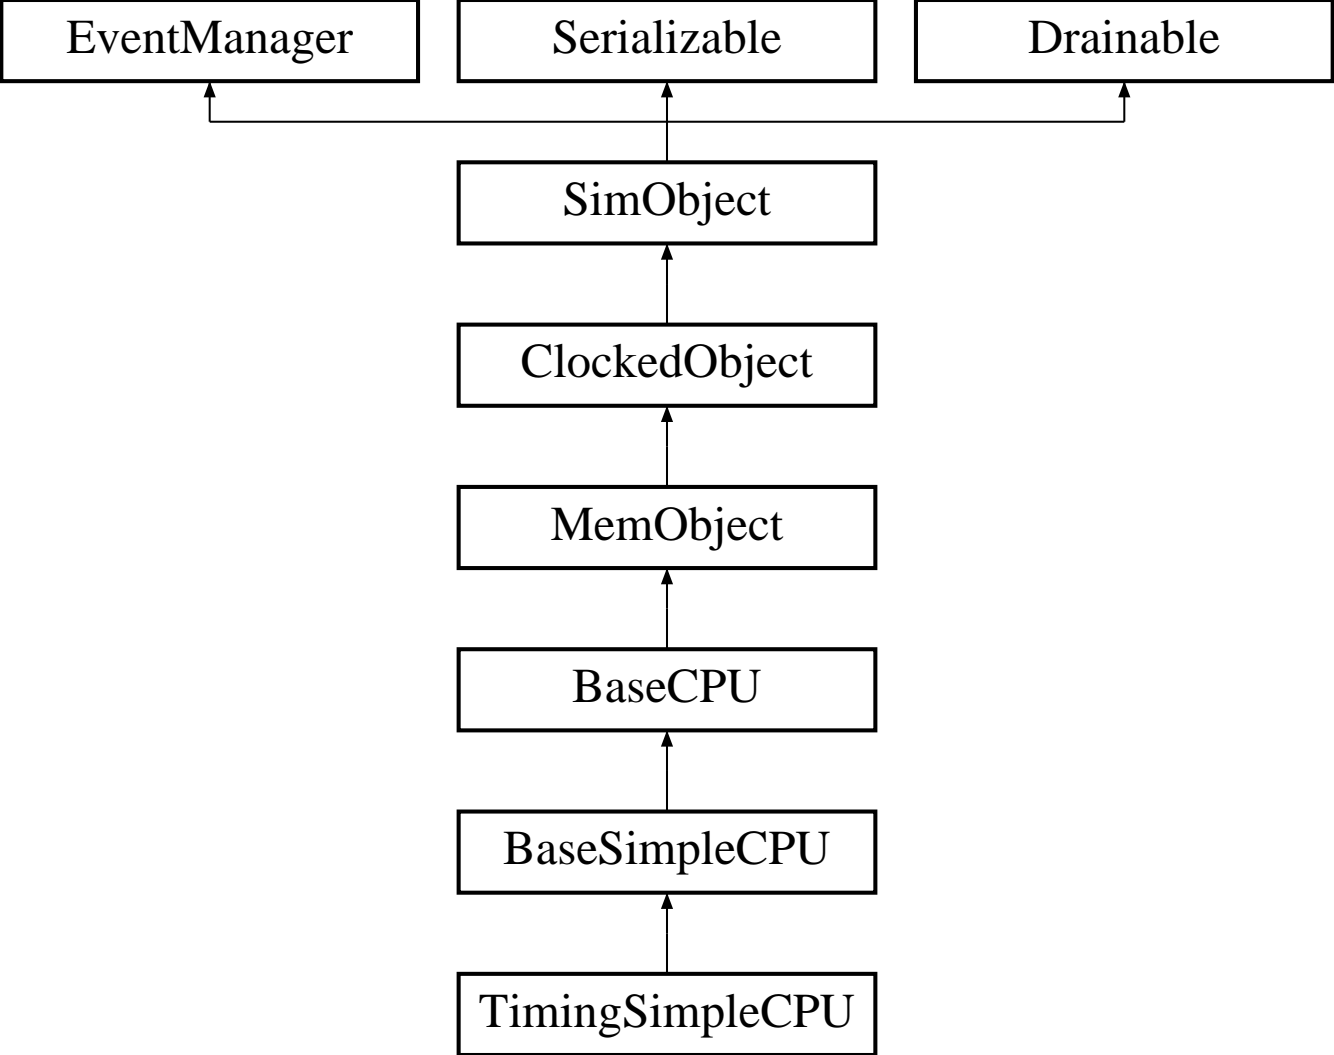 EventManager
Serializable
Drainable
SimObject
ClockedObject
MemObject
BaseCPU
BaseSimpleCPU
TimingSimpleCPU